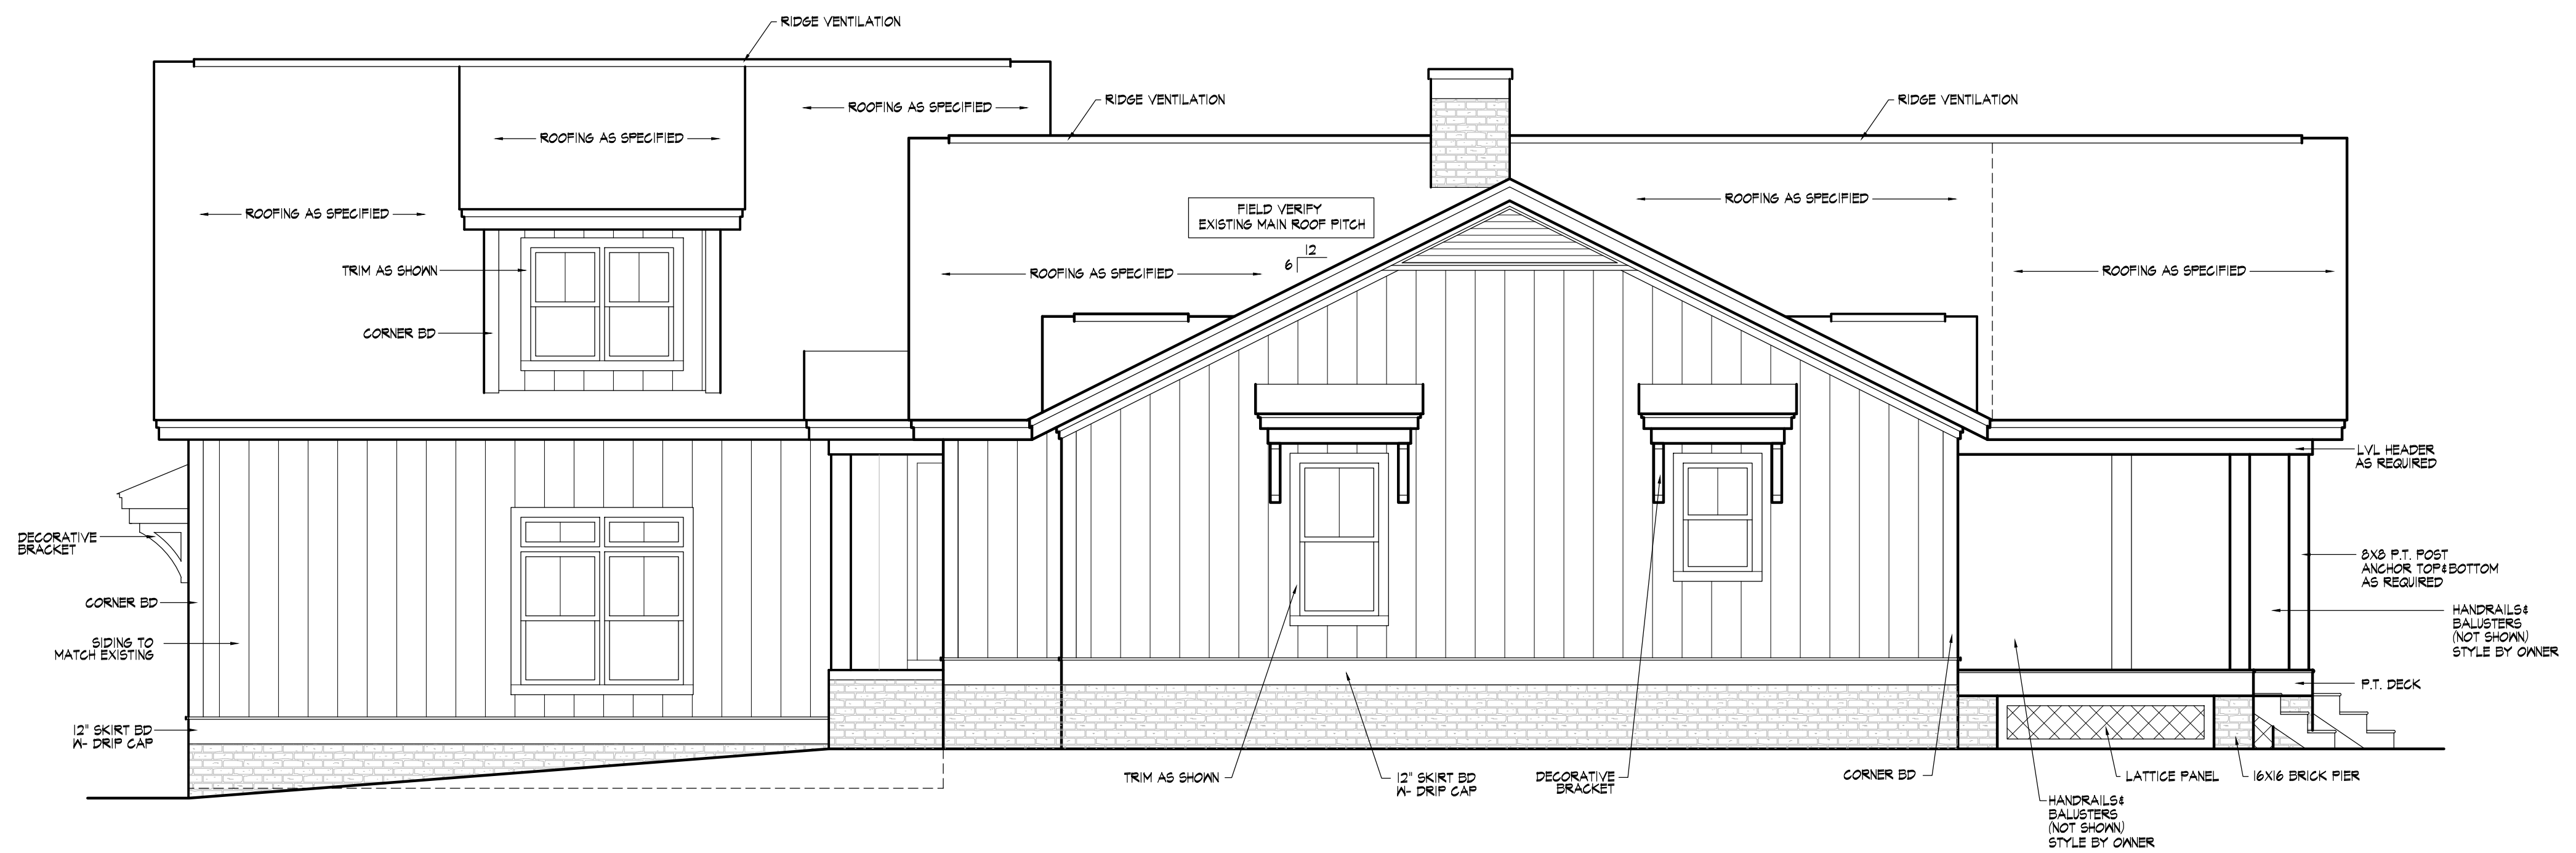 RIDGE VENTILATION
RIDGE VENTILATION
RIDGE VENTILATION
ROOFING AS SPECIFIED
ROOFING AS SPECIFIED
ROOFING AS SPECIFIED
ROOFING AS SPECIFIED
FIELD VERIFY
EXISTING MAIN ROOF PITCH
12
6
ROOFING AS SPECIFIED
ROOFING AS SPECIFIED
TRIM AS SHOWN
CORNER BD
LVL HEADER
AS REQUIRED
DECORATIVE
BRACKET
8X8 P.T. POST
ANCHOR TOP&BOTTOM
AS REQUIRED
CORNER BD
HANDRAILS&
BALUSTERS
(NOT SHOWN)
STYLE BY OWNER
SIDING TO
MATCH EXISTING
P.T. DECK
12" SKIRT BD
W- DRIP CAP
TRIM AS SHOWN
12" SKIRT BD
W- DRIP CAP
DECORATIVE
BRACKET
CORNER BD
LATTICE PANEL
16X16 BRICK PIER
HANDRAILS&
BALUSTERS
(NOT SHOWN)
STYLE BY OWNER